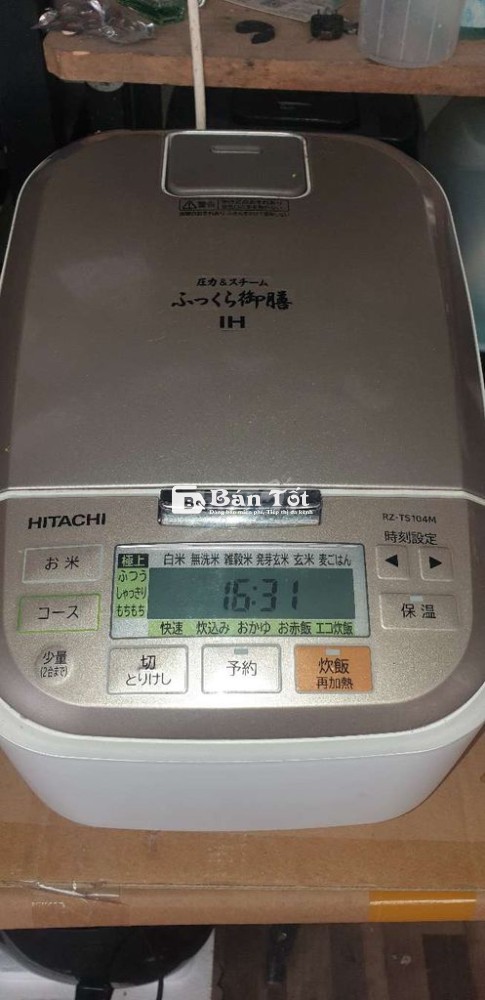 警告
圧力&スチーム
ふっくら御膳
IH
Bán Tốt
HITACHI
RZ-TS104M
時刻設定
お米
極上
白米 無洗米 雑穀米 発芽玄米 玄米 麦ごはん
ふつう
しゃっきり
もちもち
16:31
快速 炊込み おかゆ お赤飯 エコ炊飯
コース
保温
少量
(2合まで)
切
とりけし
予約
炊飯
再加熱